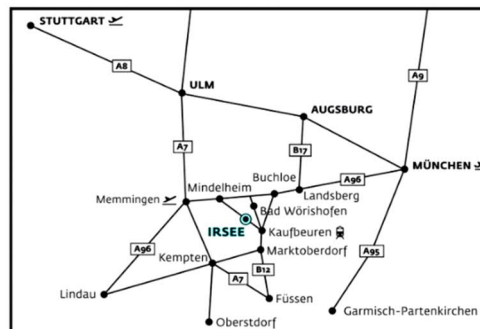 STUTTGART
A8
A9
ULM
AUGSBURG
A7
B17
MÜNCHEN
Buchloe
A96
Mindelheim
Landsberg
Memmingen
Bad Wörishofen
IRSEE
Kaufbeuren
A96
Marktoberdorf
A95
Kempten
B12
A7
Lindau
Füssen
Garmisch-Partenkirchen
Oberstdorf